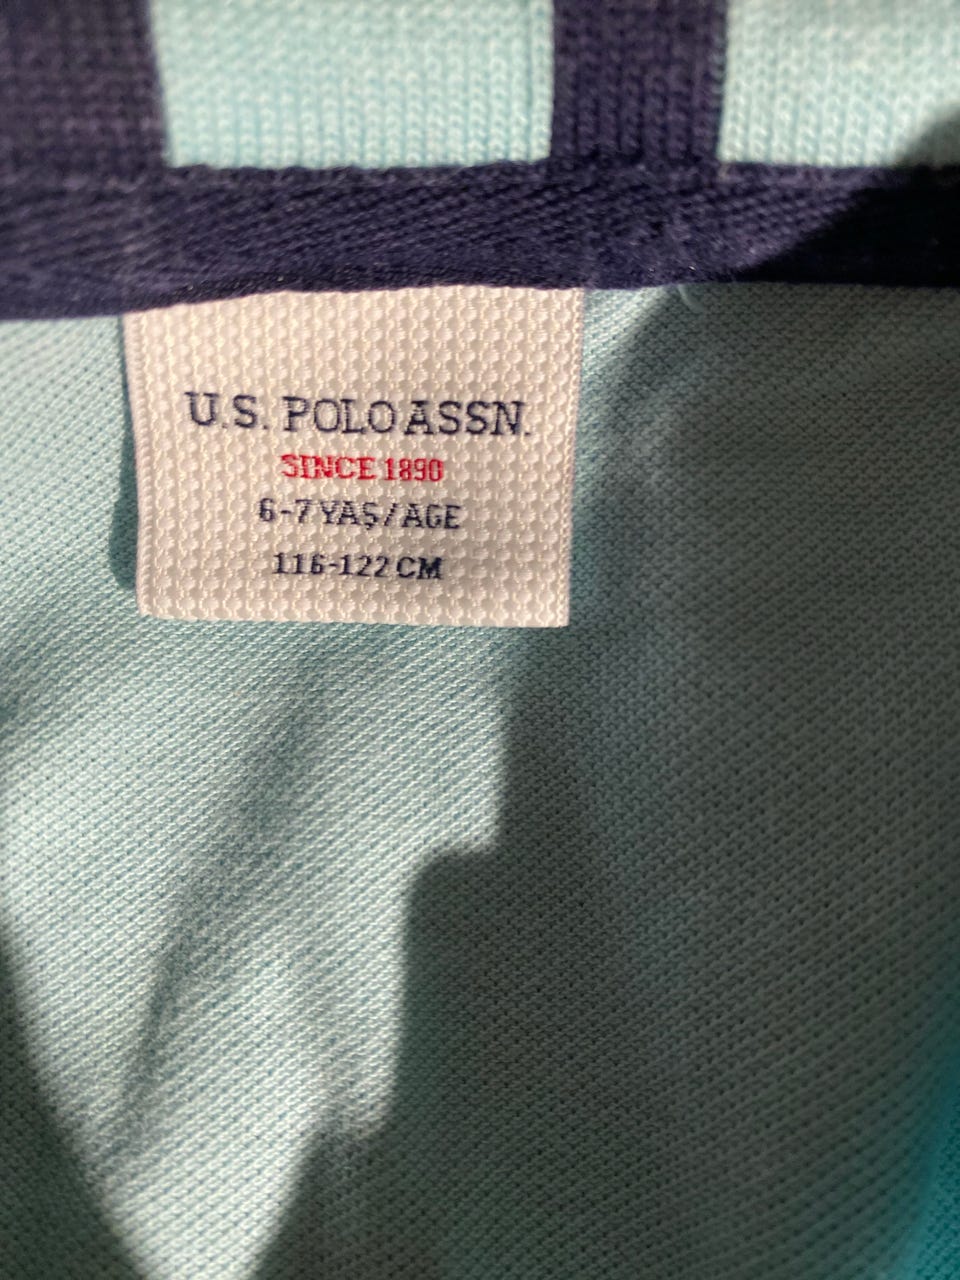 U.S. POLO ASSN.
SINCE 1890
6-7 YAŞ/AGE
116-122 CM